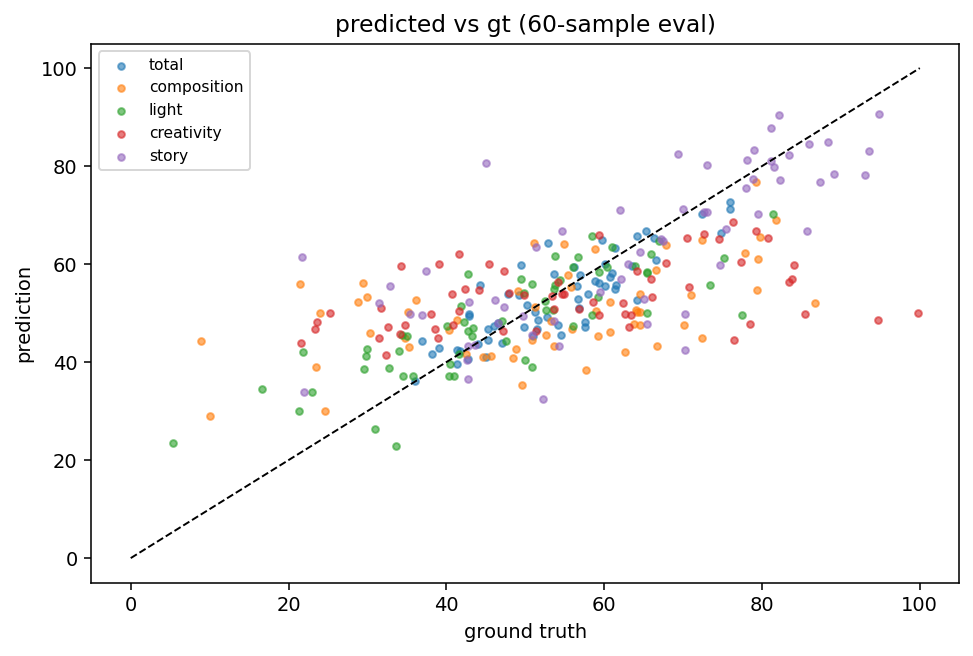 predicted vs gt (60-sample eval)
total
composition
light
creativity
story
100
80
60
40
20
0
prediction
0 20 40 60 80 100
ground truth